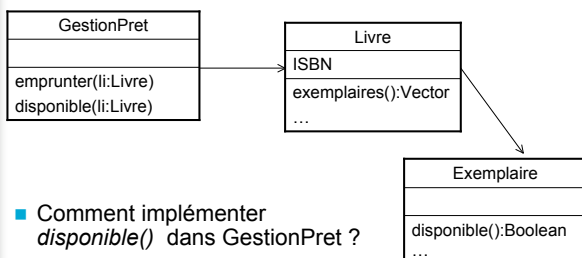 GestionPret
emprunter(li:Livre)
disponible(li:Livre)
Livre
ISBN
exemplaires():Vector
…
Exemplaire
disponible():Boolean
…
Comment implémenter
disponible() dans GestionPret ?